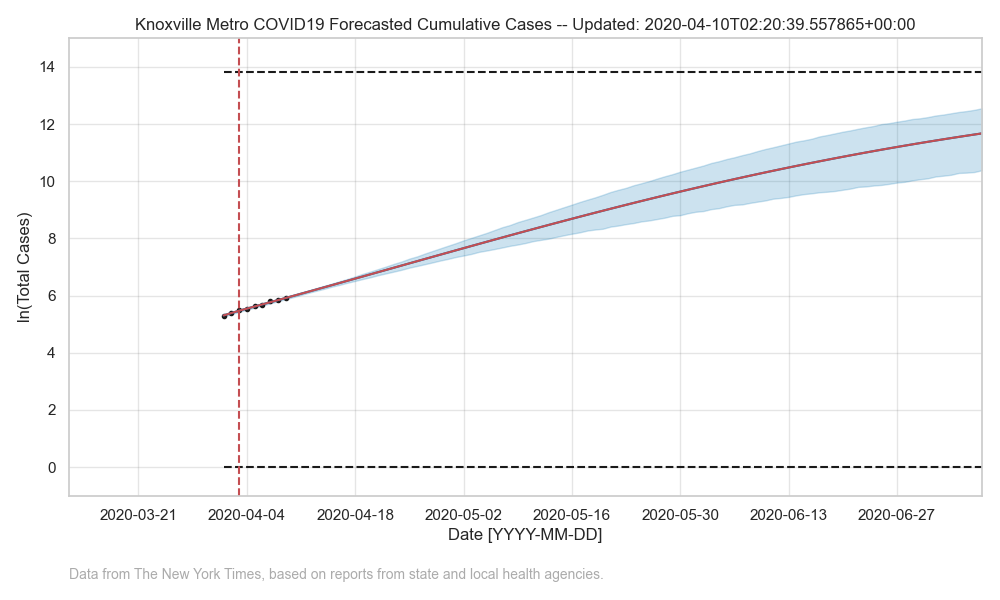 Knoxville Metro COVID19 Forecasted Cumulative Cases -- Updated: 2020-04-10T02:20:39.557865+00:00
14
12
10
8
6
4
2
0
ln(Total Cases)
2020-03-21 2020-04-04 2020-04-18 2020-05-02 2020-05-16 2020-05-30 2020-06-13 2020-06-27
Date [YYYY-MM-DD]
Data from The New York Times, based on reports from state and local health agencies.